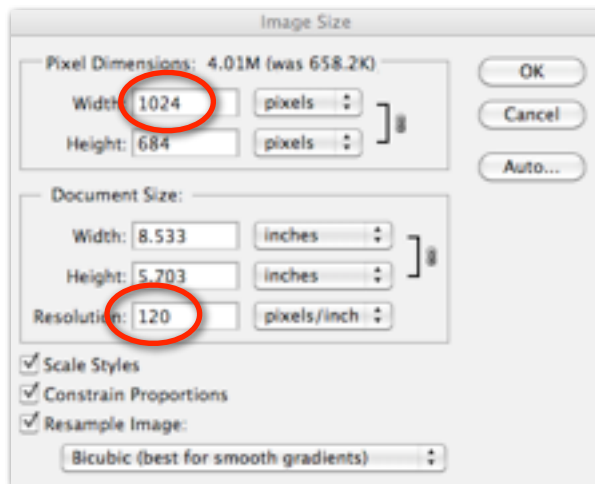 Image Size
Pixel Dimensions: 4.01M (was 658.2K)
OK
Width: 1024 pixels
Cancel
Height: 684 pixels
Auto...
Document Size:
Width: 8.533 inches
Height: 5.703 inches
Resolution: 120 pixels/inch
Scale Styles
Constrain Proportions
Resample Image:
Bicubic (best for smooth gradients)